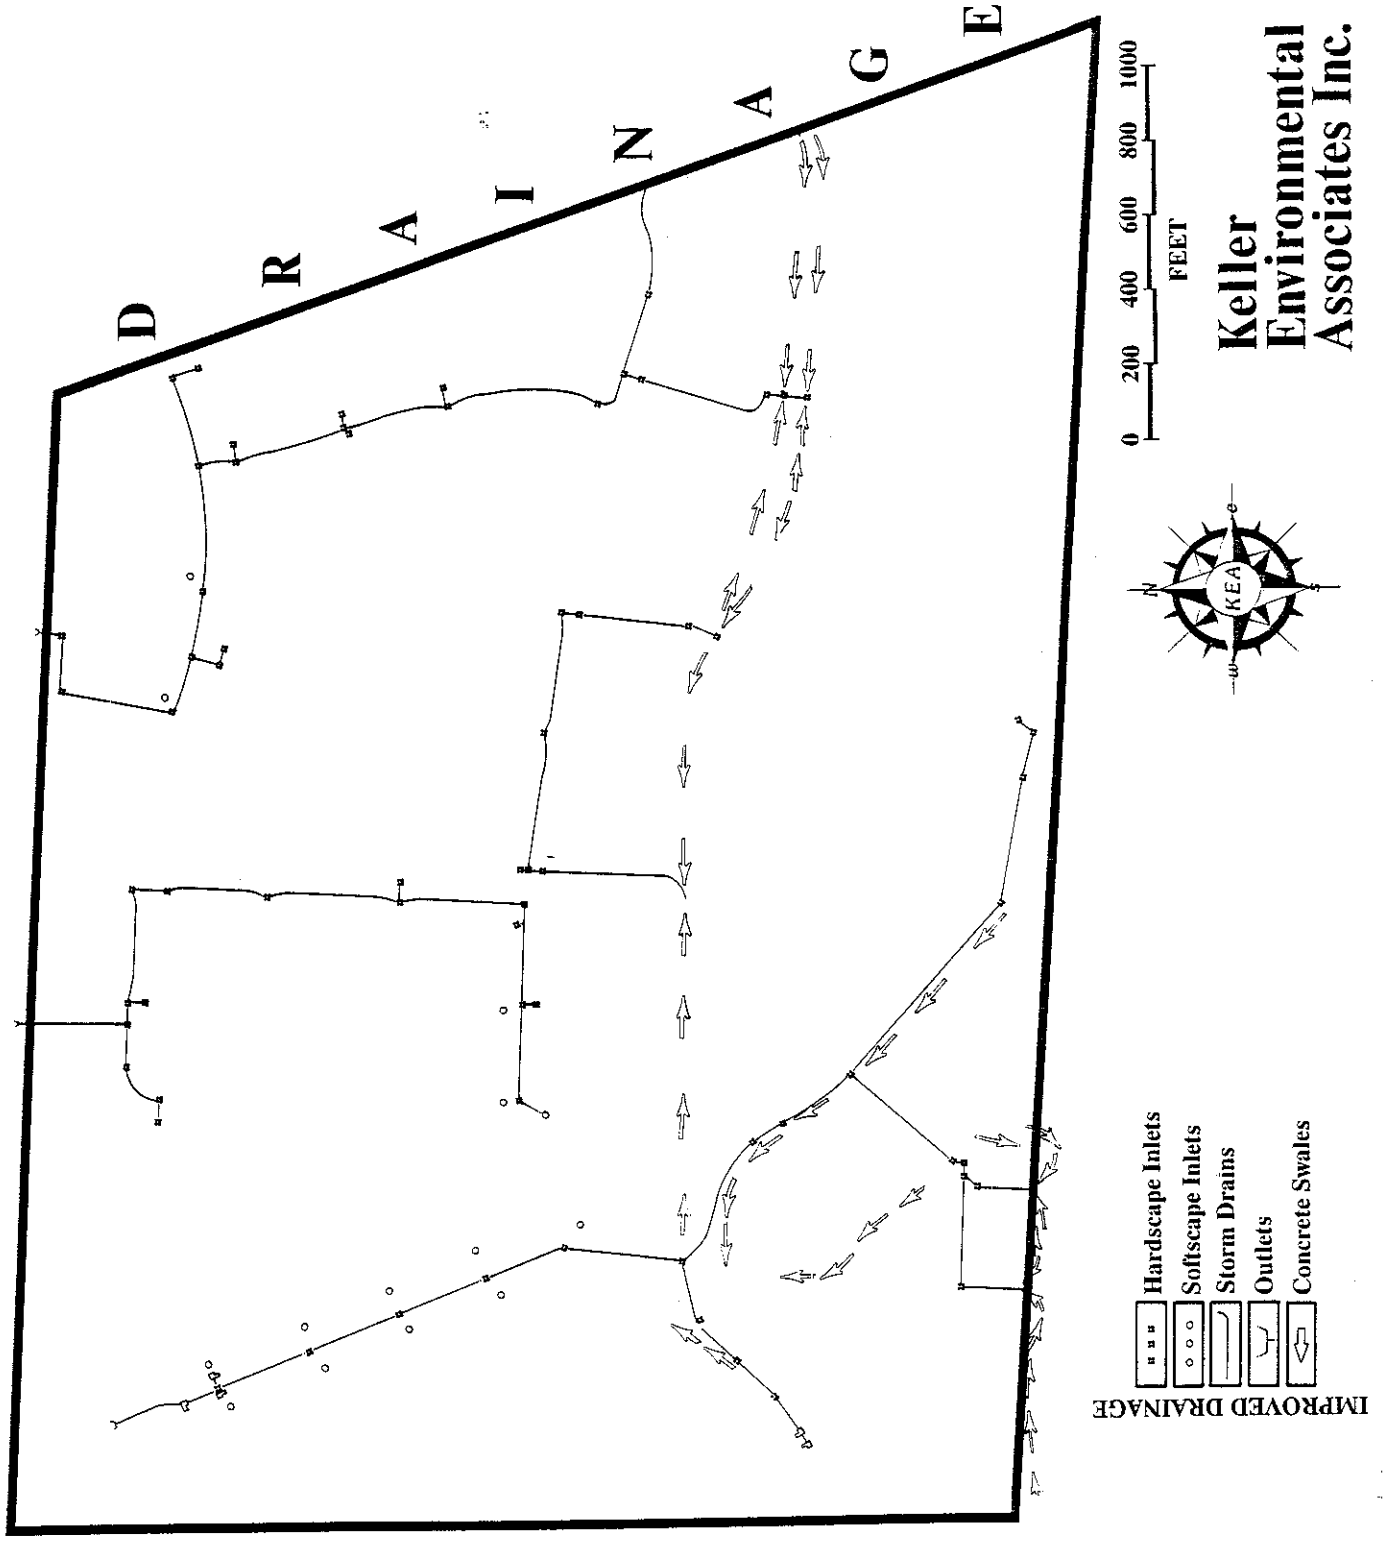 DRAINAGE
0 200 400 600 800 1000
FEET
Keller
Environmental
Associates Inc.
N
e
s
w
KEA
IMPROVED DRAINAGE
Hardscape Inlets
Softscape Inlets
Storm Drains
Outlets
Concrete Swales